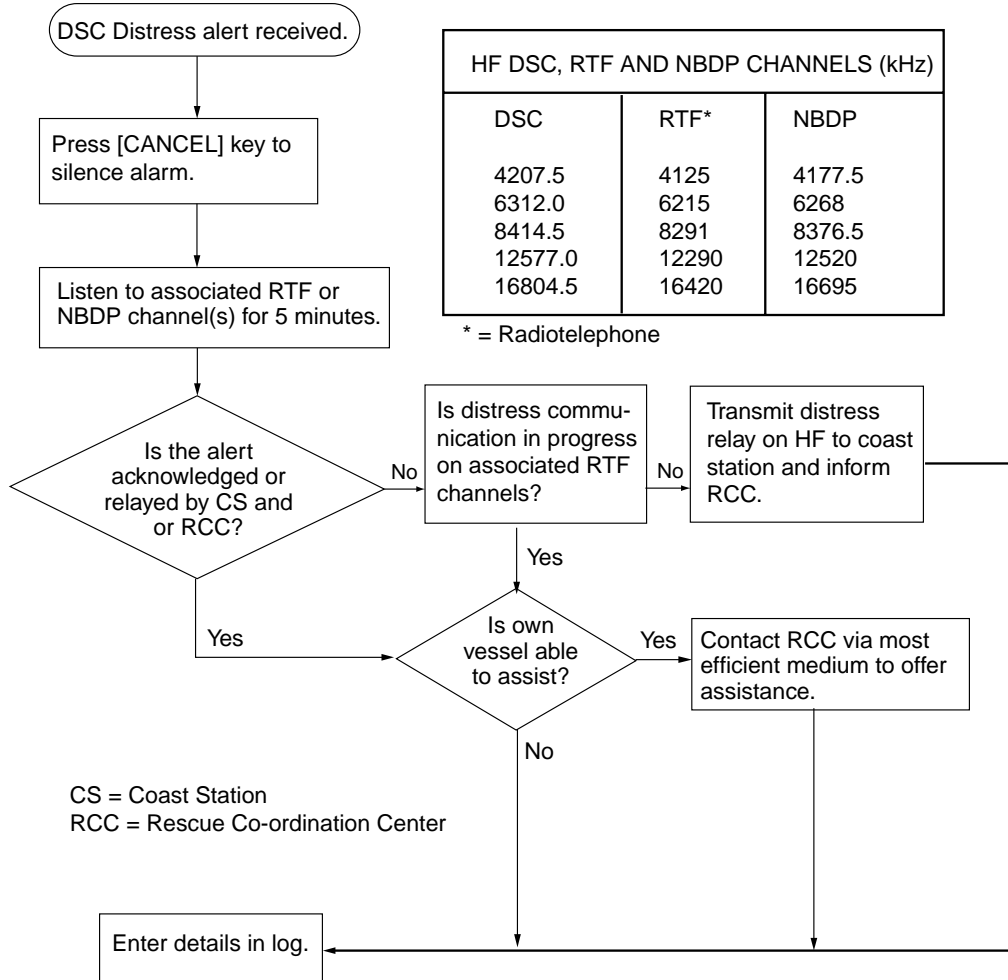 DSC Distress alert received.
Press [CANCEL] key to
silence alarm.
Listen to associated RTF or
NBDP channel(s) for 5 minutes.
HF DSC, RTF AND NBDP CHANNELS (kHz)
DSC RTF* NBDP
4207.5 4125 4177.5
6312.0 6215 6268
8414.5 8291 8376.5
12577.0 12290 12520
16804.5 16420 16695
* = Radiotelephone
Is the alert
acknowledged or
relayed by CS and
or RCC?
No
Is distress commu-
nication in progress
on associated RTF
channels?
No
Transmit distress
relay on HF to coast
station and inform
RCC.
Yes
Yes
Is own
vessel able
to assist?
Yes
Contact RCC via most
efficient medium to offer
assistance.
No
CS = Coast Station
RCC = Rescue Co-ordination Center
Enter details in log.